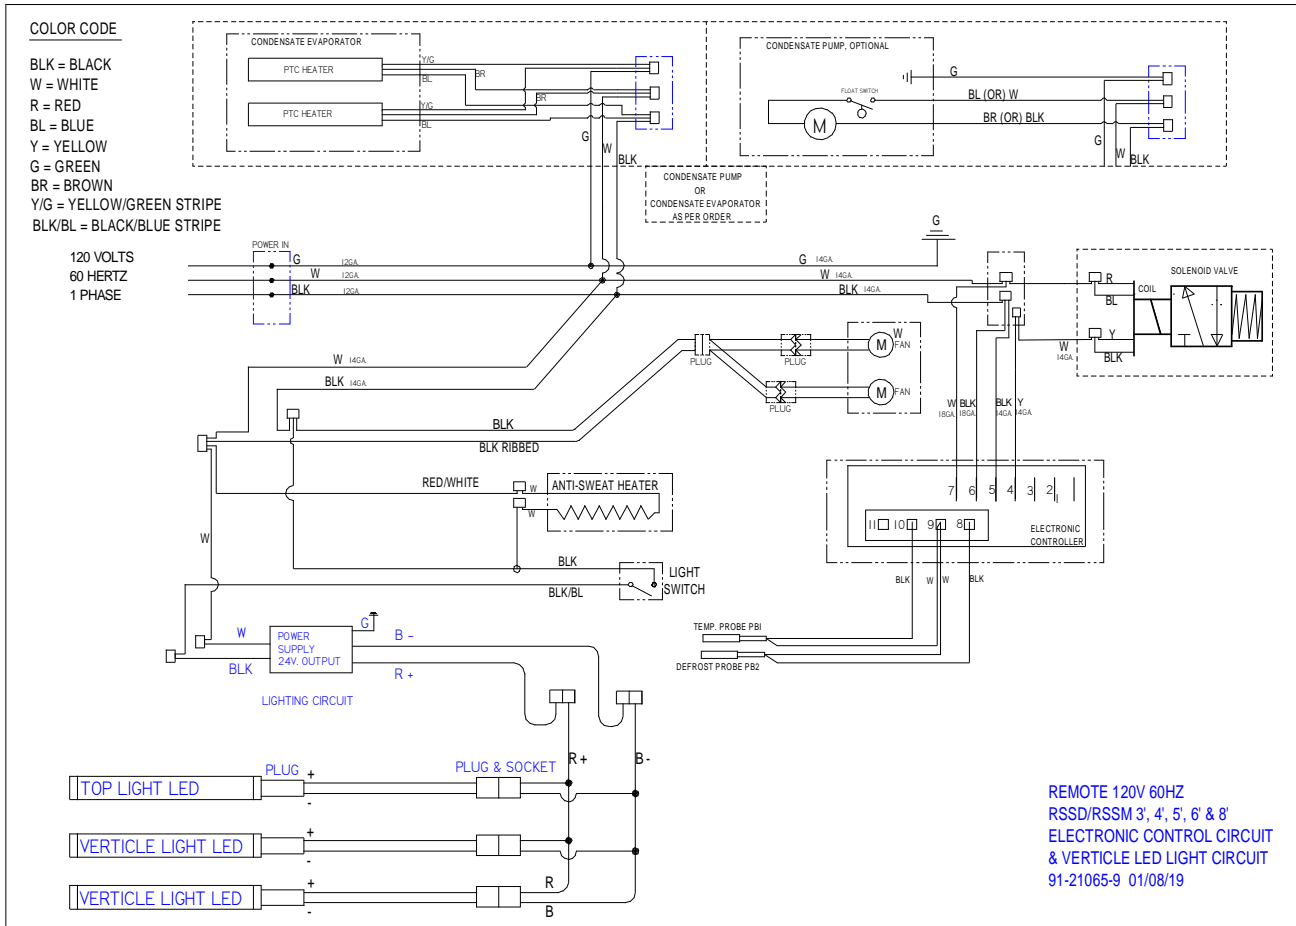 COLOR CODE
BLK = BLACK
W = WHITE
R = RED
BL = BLUE
Y = YELLOW
G = GREEN
BR = BROWN
Y/G = YELLOW/GREEN STRIPE
BLK/BL = BLACK/BLUE STRIPE
120 VOLTS
60 HERTZ
1 PHASE
CONDENSATE EVAPORATOR
PTC HEATER
PTC HEATER
Y/G
BL
BR
Y/G
BL
BR
G
W
BLK
CONDENSATE PUMP, OPTIONAL
FLOAT SWITCH
M
G
BL (OR) W
BR (OR) BLK
G
W
BLK
CONDENSATE PUMP
OR
CONDENSATE EVAPORATOR
AS PER ORDER
POWER IN
G 12GA.
W 12GA.
BLK 12GA.
G 14GA.
W 14GA.
BLK 14GA.
G
SOLENOID VALVE
COIL
R
BL
Y
BLK
W
14GA.
W 14GA.
BLK 14GA.
PLUG
PLUG
PLUG
M
W
FAN
M
FAN
BLK
BLK RIBBED
W
18GA.
BLK
18GA.
BLK
14GA.
Y
14GA.
7 6 5 4 3 2
11 10 9 8
ELECTRONIC
CONTROLLER
BLK
W
W
BLK
TEMP. PROBE PB1
DEFROST PROBE PB2
RED/WHITE
W
W
ANTI-SWEAT HEATER
W
BLK
BLK/BL
LIGHT
SWITCH
W
BLK
POWER
SUPPLY
24V. OUTPUT
G
B -
R +
LIGHTING CIRCUIT
R +
B -
TOP LIGHT LED
PLUG
+
-
PLUG & SOCKET
VERTICLE LIGHT LED
+
-
VERTICLE LIGHT LED
+
-
R
B
REMOTE 120V 60HZ
RSSD/RSSM 3', 4', 5', 6' & 8'
ELECTRONIC CONTROL CIRCUIT
& VERTICLE LED LIGHT CIRCUIT
91-21065-9 01/08/19